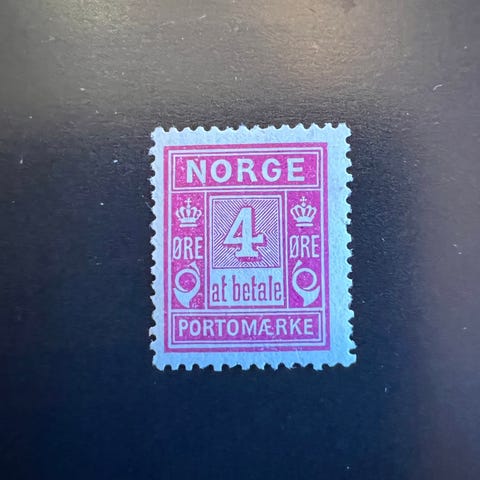 NORGE
4
ØRE ØRE
at betale
PORTOMÆRKE